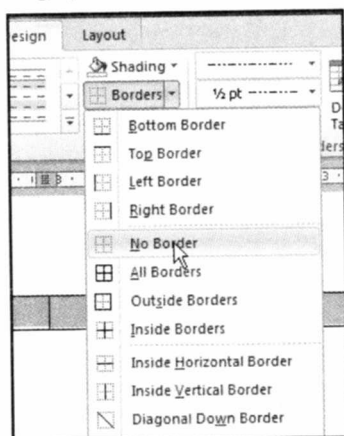 esign Layout
Shading
Borders ½ pt
Bottom Border
Top Border
Left Border
Right Border
No Border
All Borders
Outside Borders
Inside Borders
Inside Horizontal Border
Inside Vertical Border
Diagonal Down Border